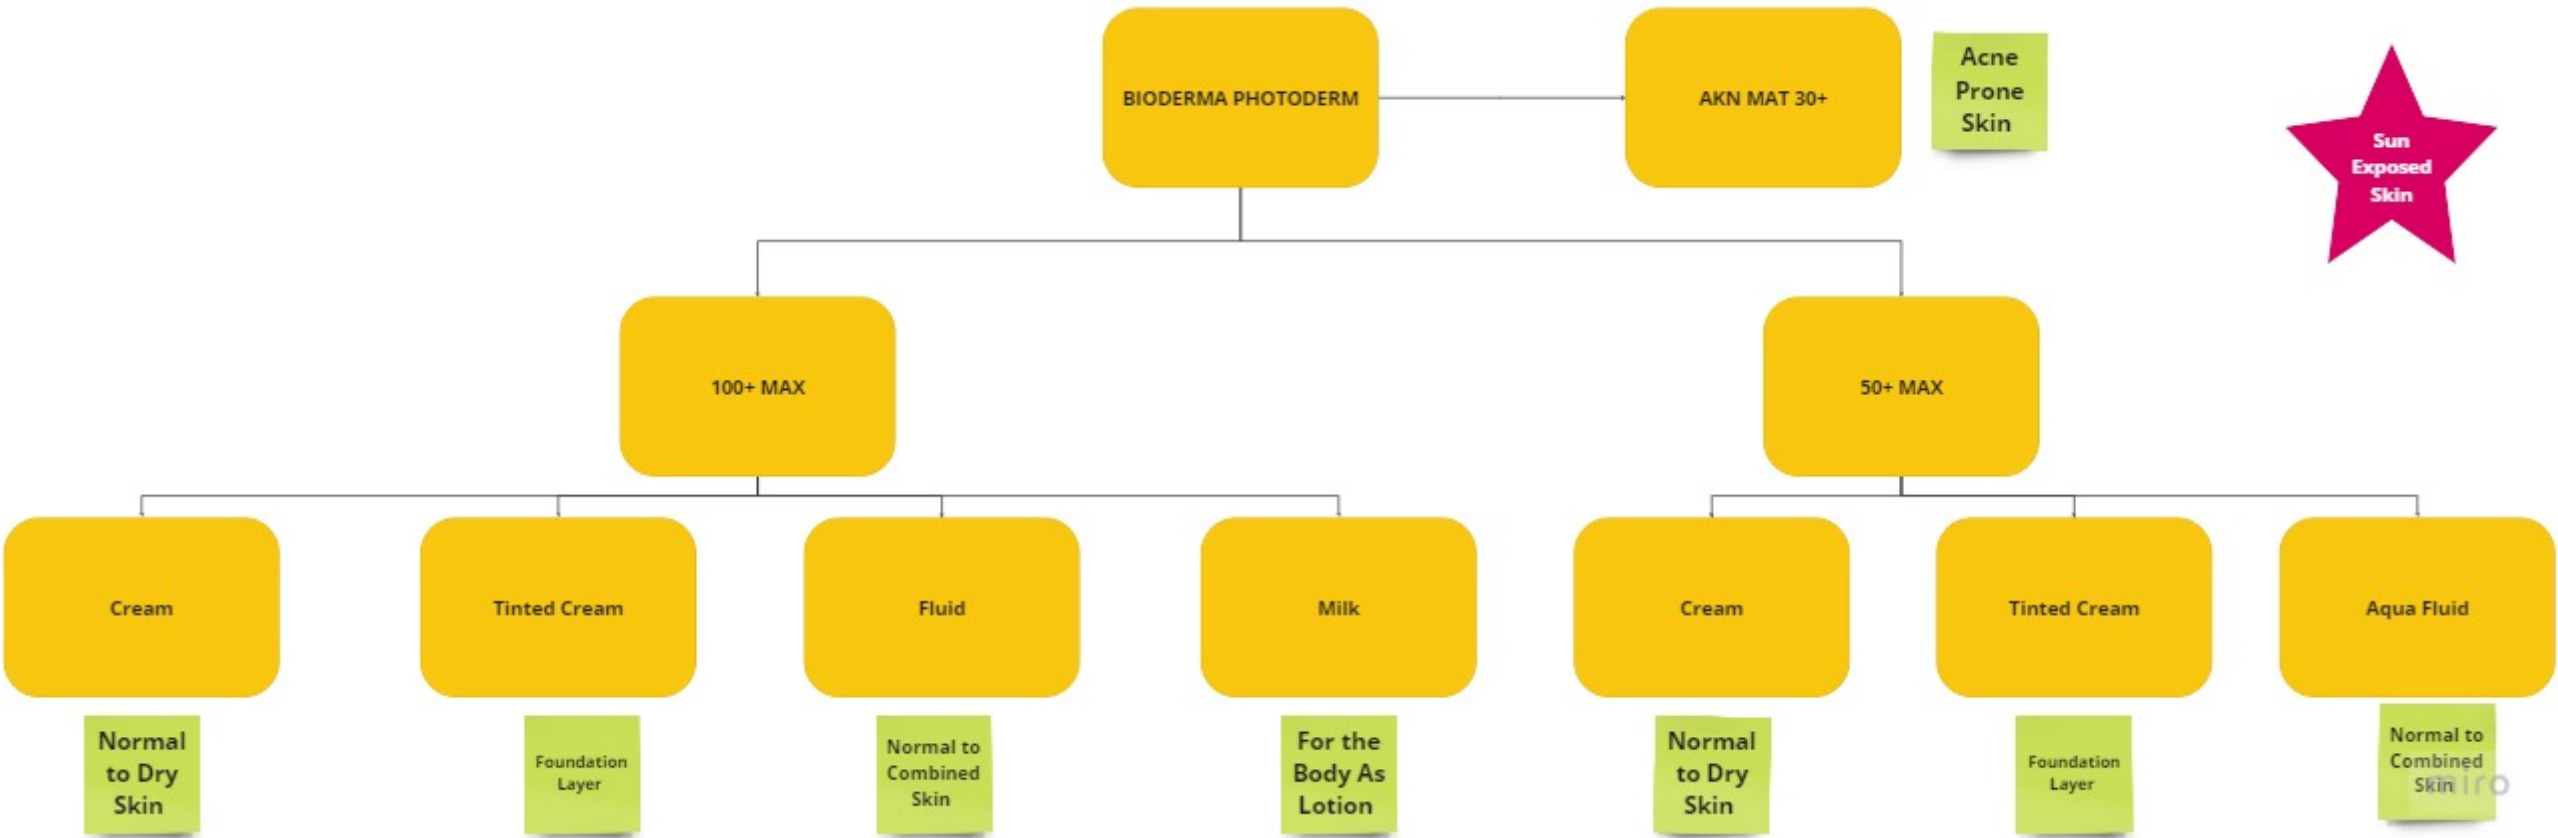 BIODERMA PHOTODERM
AKN MAT 30+
Acne
Prone
Skin
Sun
Exposed
Skin
100+ MAX
50+ MAX
Cream
Tinted Cream
Fluid
Milk
Cream
Tinted Cream
Aqua Fluid
Normal
to Dry
Skin
Foundation
Layer
Normal to
Combined
Skin
For the
Body As
Lotion
Normal
to Dry
Skin
Foundation
Layer
Normal to
Combined
Skin
miro